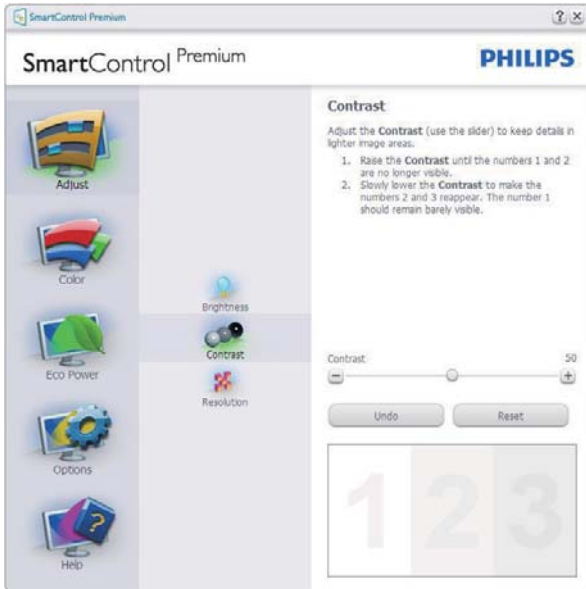 SmartControl Premium
SmartControl Premium
PHILIPS
Adjust
Color
Eco Power
Options
Help
Brightness
Contrast
Resolution
Contrast
Adjust the Contrast (use the slider) to keep details in
lighter image areas.
1. Raise the Contrast until the numbers 1 and 2
are no longer visible.
2. Slowly lower the Contrast to make the
numbers 2 and 3 reappear. The number 1
should remain barely visible.
Contrast 50
Undo Reset
1 2 3